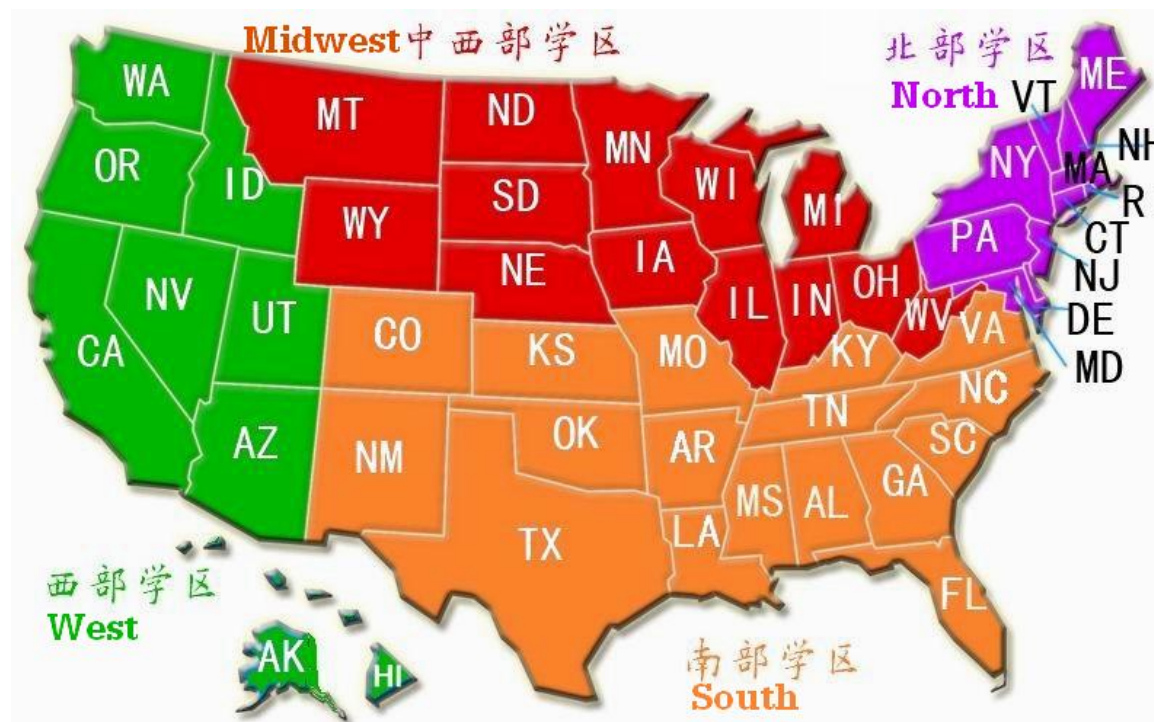 Midwest中西部学区
北部学区
North
VT
ME
WA
MT
ND
MN
NH
OR
ID
SD
WI
MI
NY
MA
R
WY
PA
CT
NE
IA
NJ
NV
UT
IL
IN
OH
WV
DE
CA
CO
KS
MO
KY
VA
MD
AZ
NM
OK
AR
TN
NC
SC
TX
LA
MS
AL
GA
FL
西部学区
West
AK
HI
南部学区
South